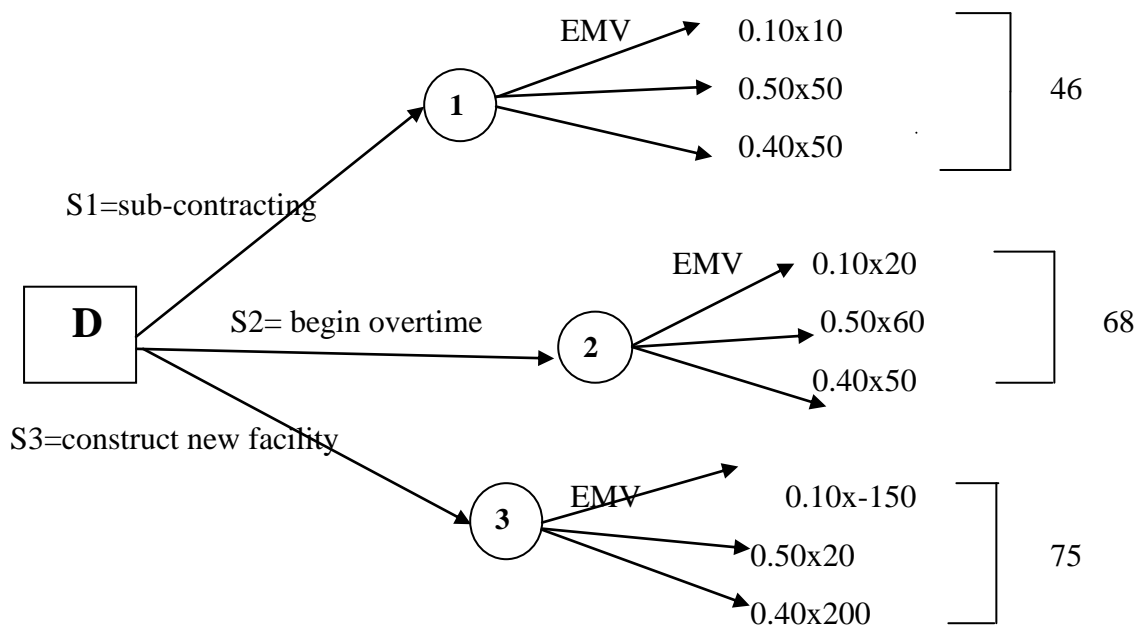 EMV
0.10x10
0.50x50
46
1
0.40x50
S1=sub-contracting
EMV
0.10x20
D
S2= begin overtime
0.50x60
68
2
0.40x50
S3=construct new facility
EMV
0.10x-150
3
0.50x20
75
0.40x200